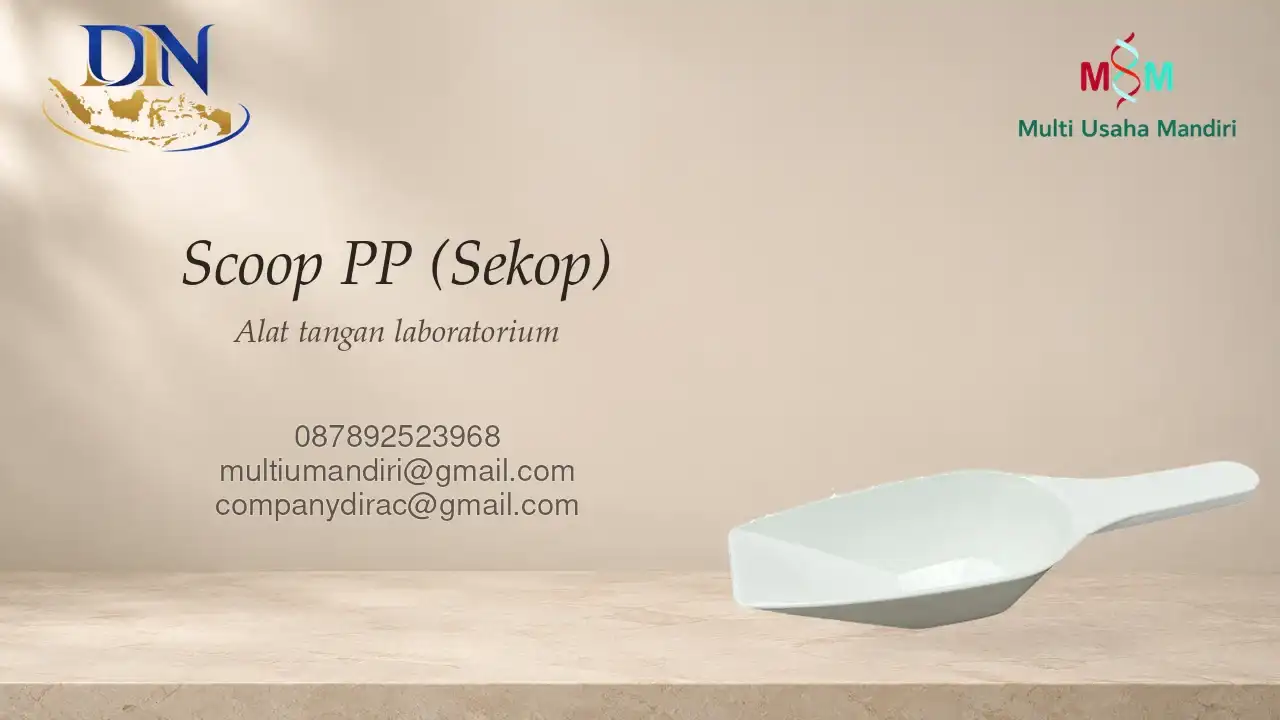 DN
MSM
Multi Usaha Mandiri
Scoop PP (Sekop)
Alat tangan laboratorium
087892523968
multiumandiri@gmail.com
companydirac@gmail.com